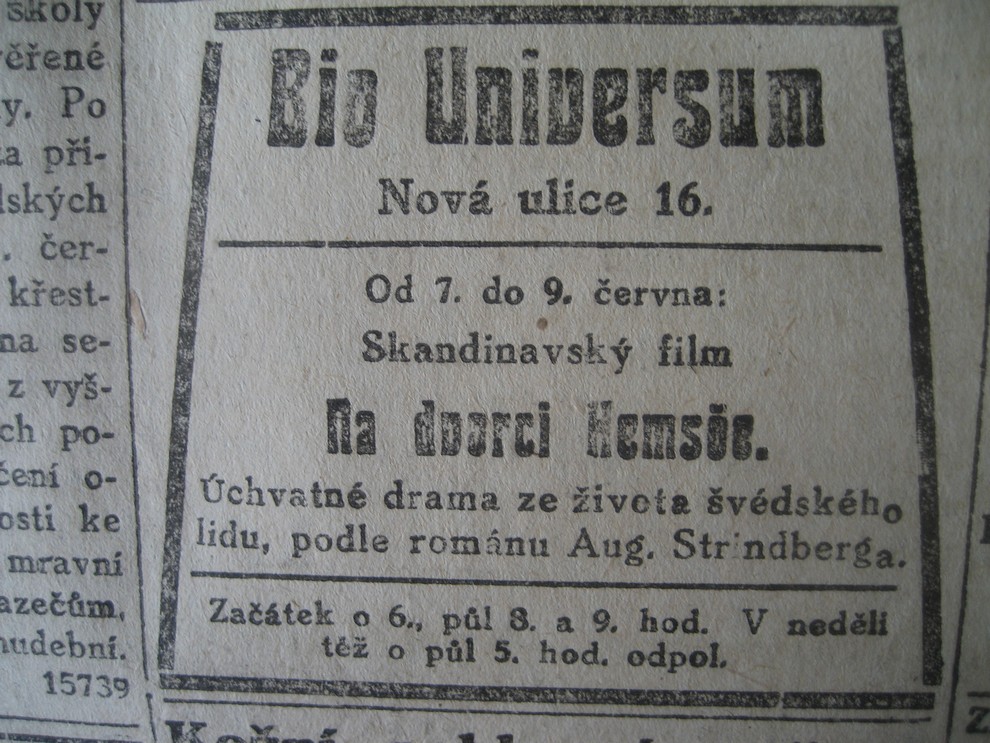 školy
věřené
y. Po
za při-
lských
. čer-
křest-
na se-
z vyš-
ch po-
čení o-
osti ke
mravní
azečům,
hudební.
15739
Bio Universum
Nová ulice 16.
Od 7. do 9. června:
Skandinavský film
Na dvorci Hemsöe.
Úchvatné drama ze života švédského
lidu, podle románu Aug. Strindberga.
Začátek o 6., půl 8. a 9. hod. V neděli
též o půl 5. hod. odpol.